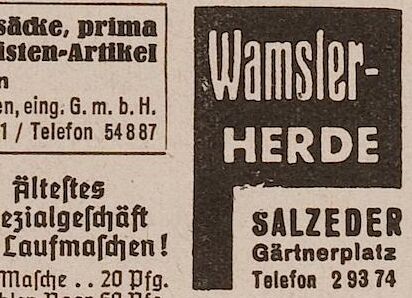 säcke, prima
isten-Artikel
n
en, eing. G. m. b. H.
1 / Telefon 54887
Ältestes
ezialgeschäft
Laufmaschen!
Masche .. 20 Pfg.
Wamsler-
HERDE
SALZEDER
Gärtnerplatz
Telefon 29374